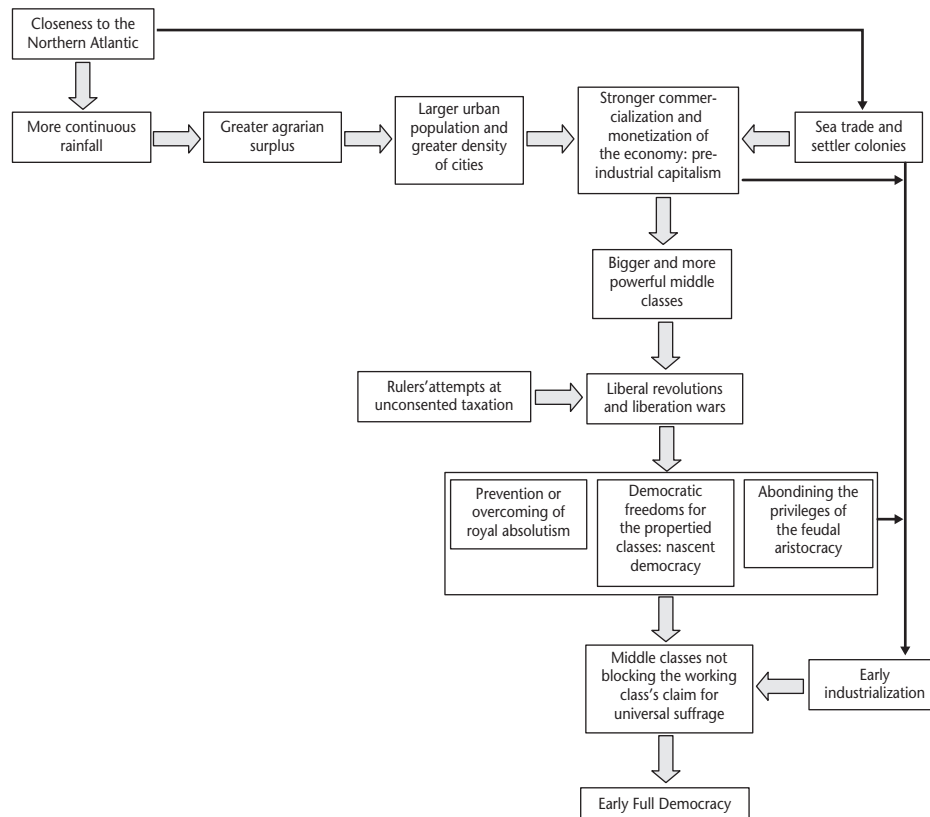 Closeness to the
Northern Atlantic
More continuous
rainfall
Greater agrarian
surplus
Larger urban
population and
greater density
of cities
Stronger commer-
cialization and
monetization of
the economy: pre-
industrial capitalism
Sea trade and
settler colonies
Bigger and more
powerful middle
classes
Rulers'attempts at
unconsented taxation
Liberal revolutions
and liberation wars
Prevention or
overcoming of
royal absolutism
Democratic
freedoms for
the propertied
classes: nascent
democracy
Abondining the
privileges of
the feudal
aristocracy
Middle classes not
blocking the working
class's claim for
universal suffrage
Early
industrialization
Early Full Democracy